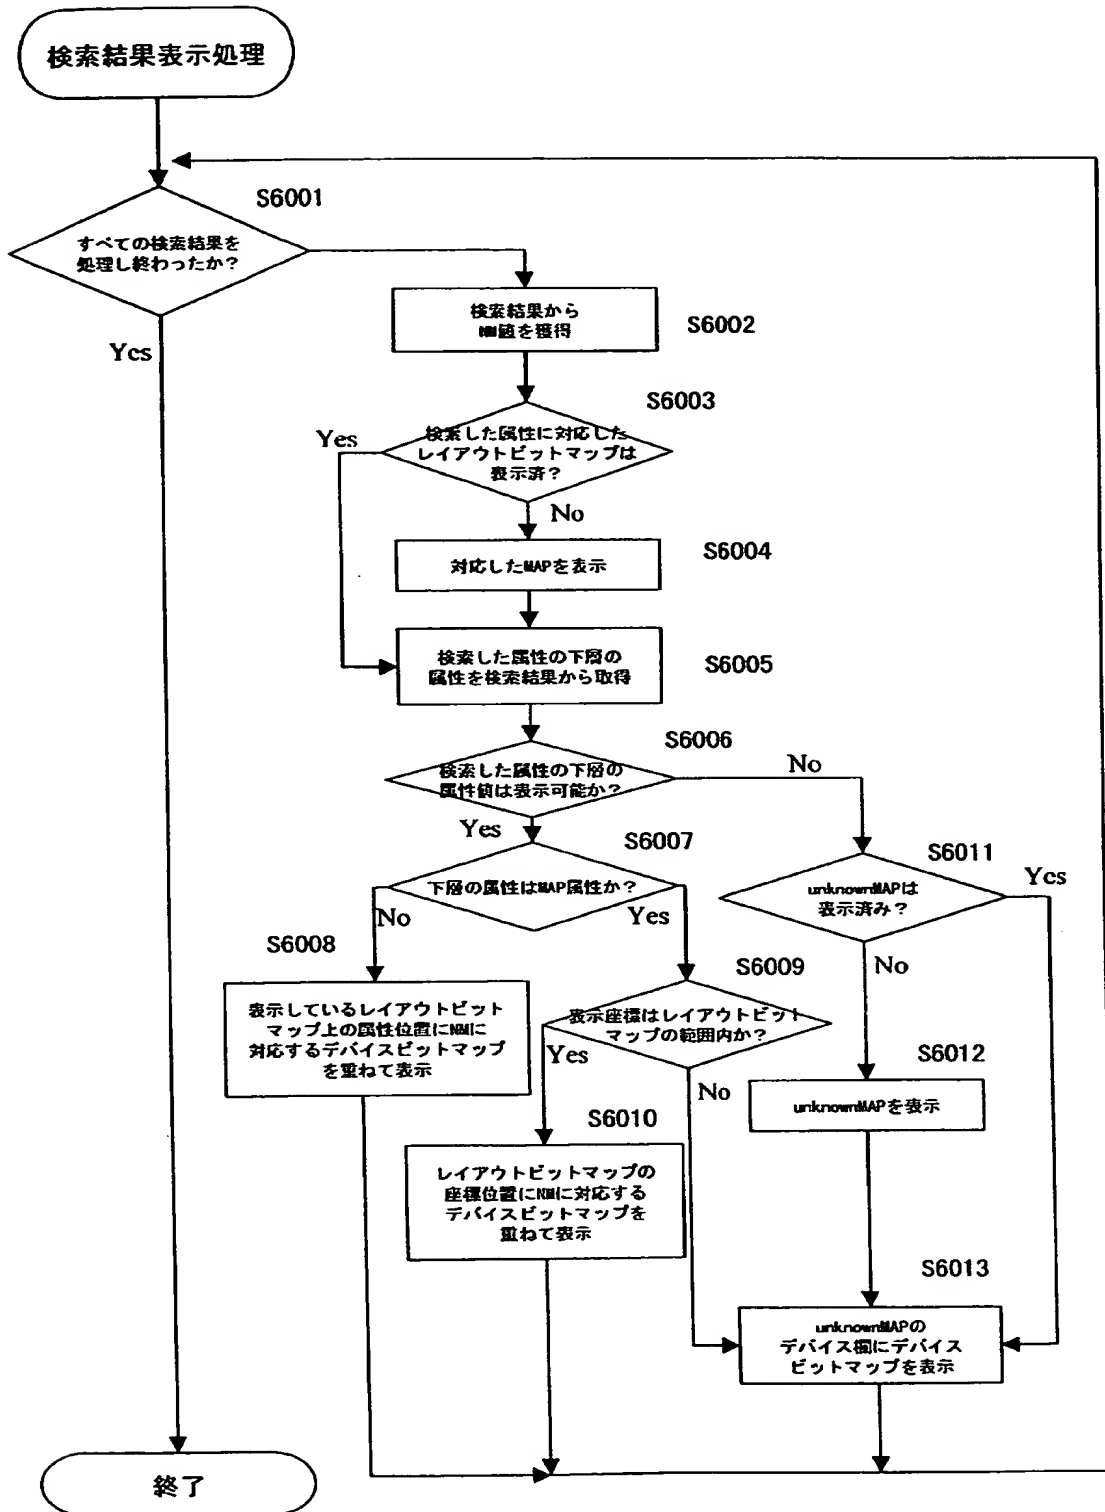 検索結果表示処理
S6001
すべての検索結果を
処理し終わったか?
Yes
検索結果から
NM値を獲得
S6002
S6003
検索した属性に対応した
レイアウトビットマップは
表示済?
Yes
No
対応したMAPを表示
S6004
検索した属性の下層の
属性を検索結果から取得
S6005
S6006
検索した属性の下層の
属性値は表示可能か?
No
Yes
S6007
下層の属性はMAP属性か?
No
Yes
S6011
unknownMAPは
表示済み?
Yes
No
S6008
表示しているレイアウトビット
マップ上の属性位置にNMに
対応するデバイスビットマップ
を重ねて表示
S6009
表示座標はレイアウトビット
マップの範囲内か?
Yes
No
S6012
unknownMAPを表示
S6010
レイアウトビットマップの
座標位置にNMに対応する
デバイスビットマップを
重ねて表示
S6013
unknownMAPの
デバイス欄にデバイス
ビットマップを表示
終了